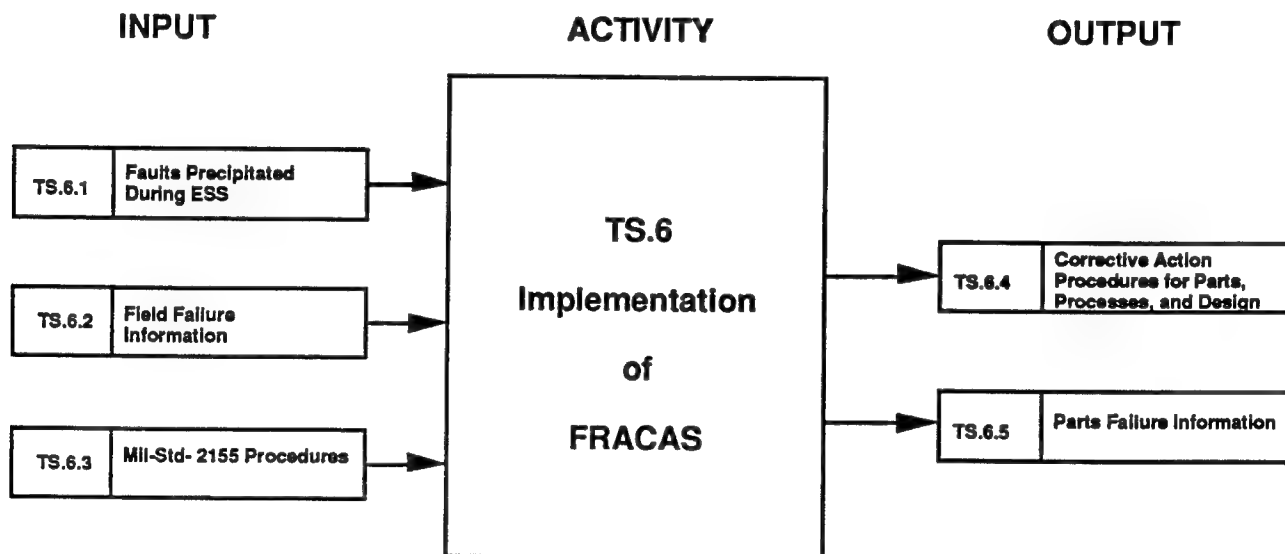 INPUT
ACTIVITY
OUTPUT
TS.6.1
Faults Precipitated
During ESS
TS.6.2
Field Failure
Information
TS.6.3
Mil-Std- 2155 Procedures
TS.6
Implementation
of
FRACAS
TS.6.4
Corrective Action
Procedures for Parts,
Processes, and Design
TS.6.5
Parts Failure Information